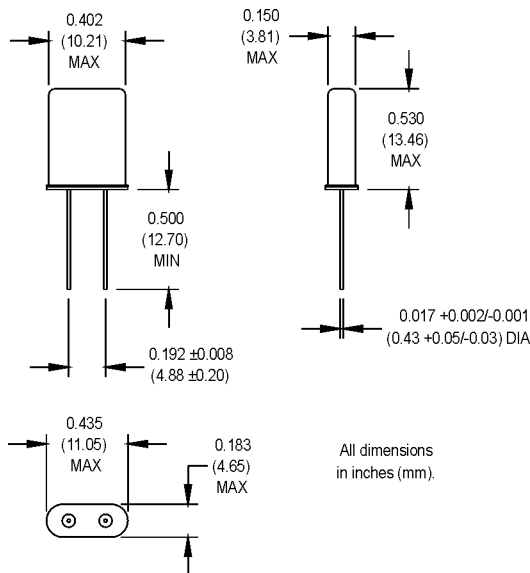 0.402
(10.21)
MAX
0.150
(3.81)
MAX
0.530
(13.46)
MAX
0.500
(12.70)
MIN
0.017 +0.002/-0.001
(0.43 +0.05/-0.03) DIA
0.192 ±0.008
(4.88 ±0.20)
0.435
(11.05)
MAX
0.183
(4.65)
MAX
All dimensions
in inches (mm).